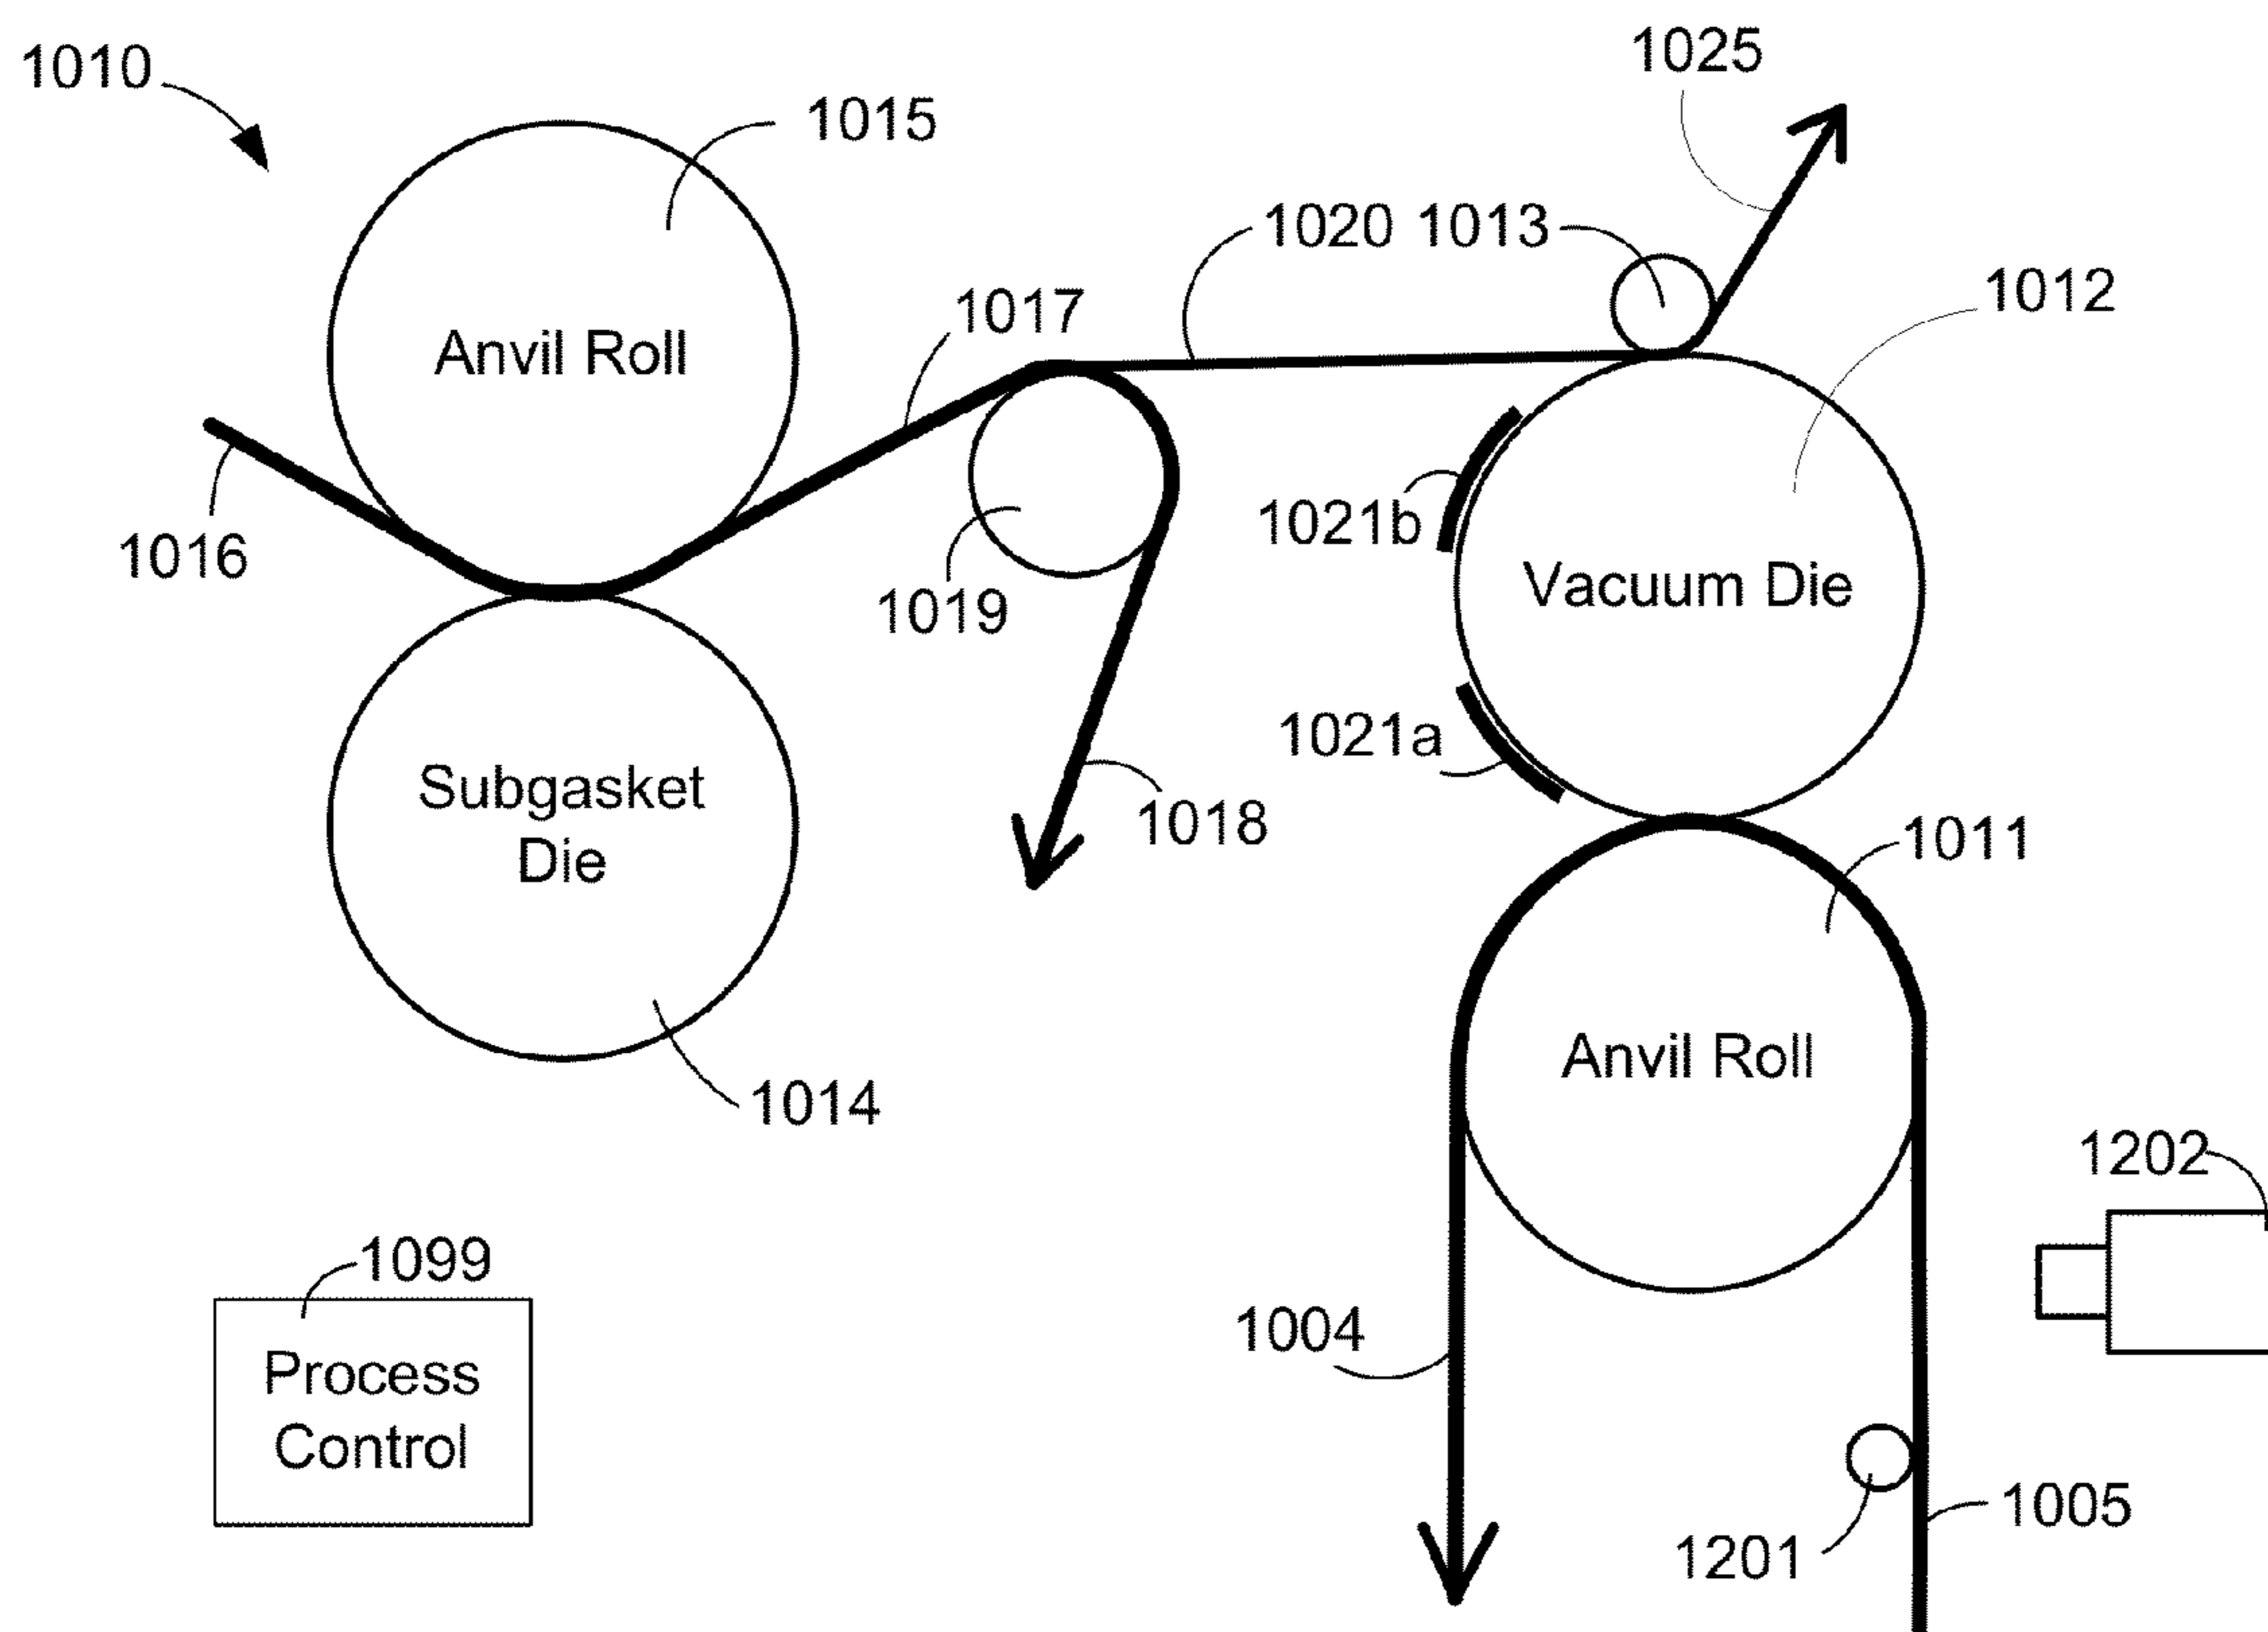 1010
1015
1025
1020 1013
1017
1012
Anvil Roll
1016
1021b
1019
Vacuum Die
1021a
Subgasket
Die
1018
1011
1014
Anvil Roll
1202
1099
1004
Process
Control
1005
1201